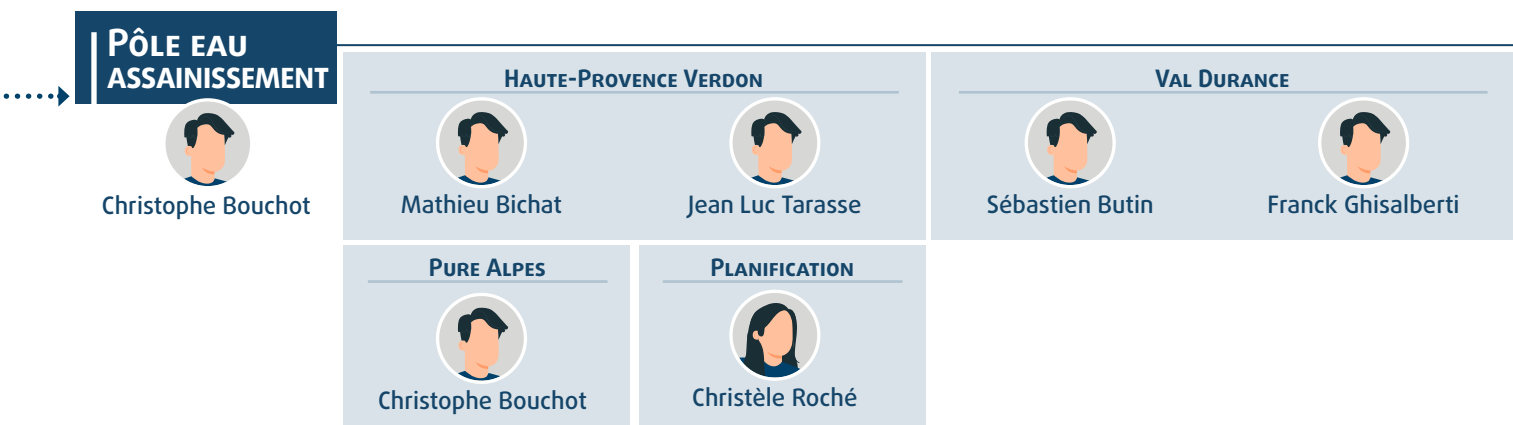 PÔLE EAU
ASSAINISSEMENT
Christophe Bouchot
HAUTE-PROVENCE VERDON
Mathieu Bichat
Jean Luc Tarasse
VAL DURANCE
Sébastien Butin
Franck Ghisalberti
PURE ALPES
Christophe Bouchot
PLANIFICATION
Christèle Roché